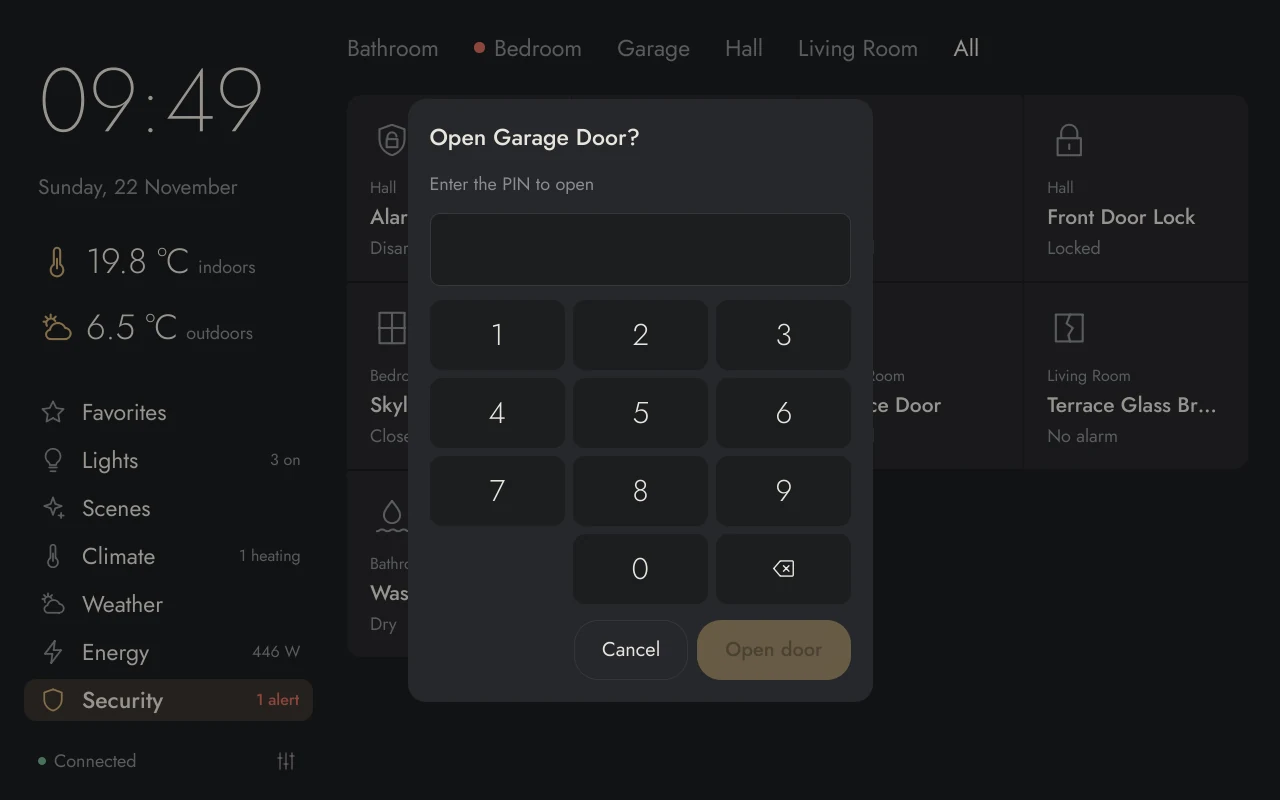 09:49
Sunday, 22 November
19.8 °C indoors
6.5 °C outdoors
Favorites
Lights 3 on
Scenes
Climate 1 heating
Weather
Energy 446 W
Security 1 alert
Connected
Bathroom Bedroom Garage Hall Living Room All
Hall
Hall
Front Door Lock
Locked
Living Room
Door
Terrace Glass Br...
No alarm
Dry
Open Garage Door?
Enter the PIN to open
1 2 3
4 5 6
7 8 9
0
Cancel Open door